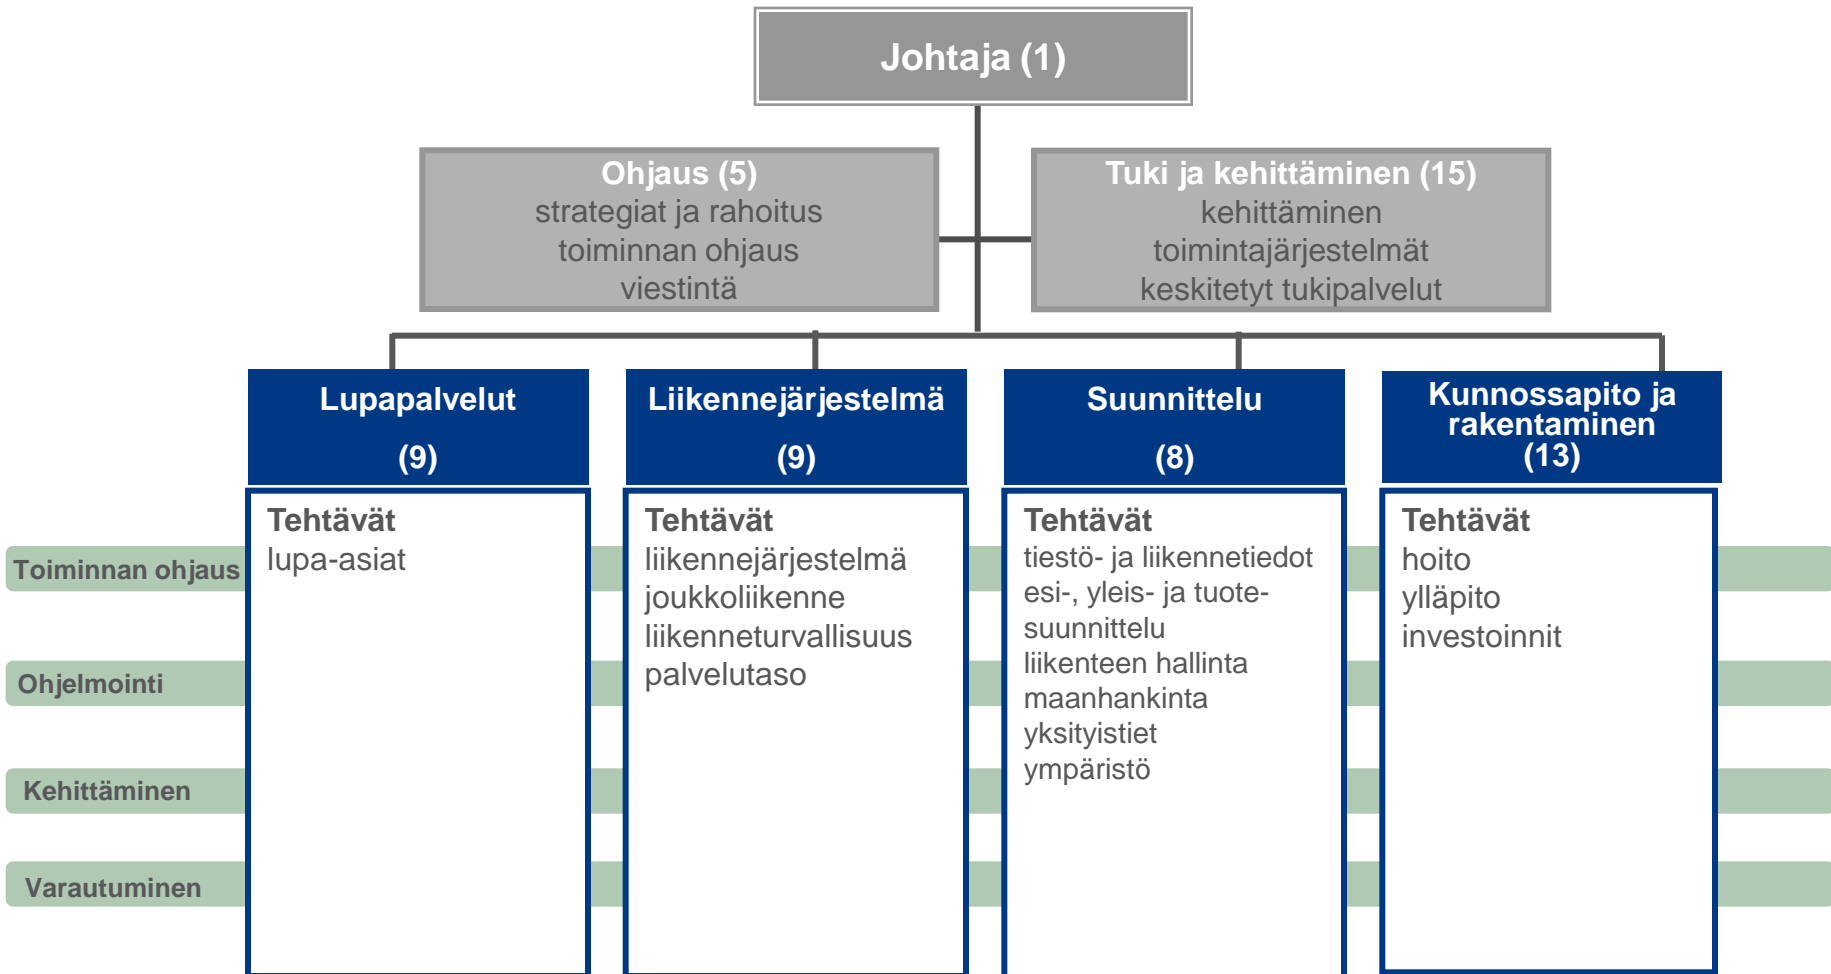 Johtaja (1)
Ohjaus (5)
strategiat ja rahoitus
toiminnan ohjaus
viestintä
Tuki ja kehittäminen (15)
kehittäminen
toimintajärjestelmät
keskitetyt tukipalvelut
Lupapalvelut
(9)
Liikennejärjestelmä
(9)
Suunnittelu
(8)
Kunnossapito ja
rakentaminen
(13)
Tehtävät
lupa-asiat
Tehtävät
liikennejärjestelmä
joukkoliikenne
liikenneturvallisuus
palvelutaso
Tehtävät
tiestö- ja liikennetiedot
esi-, yleis- ja tuote-
suunnittelu
liikenteen hallinta
maanhankinta
yksityistiet
ympäristö
Tehtävät
hoito
ylläpito
investoinnit
Toiminnan ohjaus
Ohjelmointi
Kehittäminen
Varautuminen